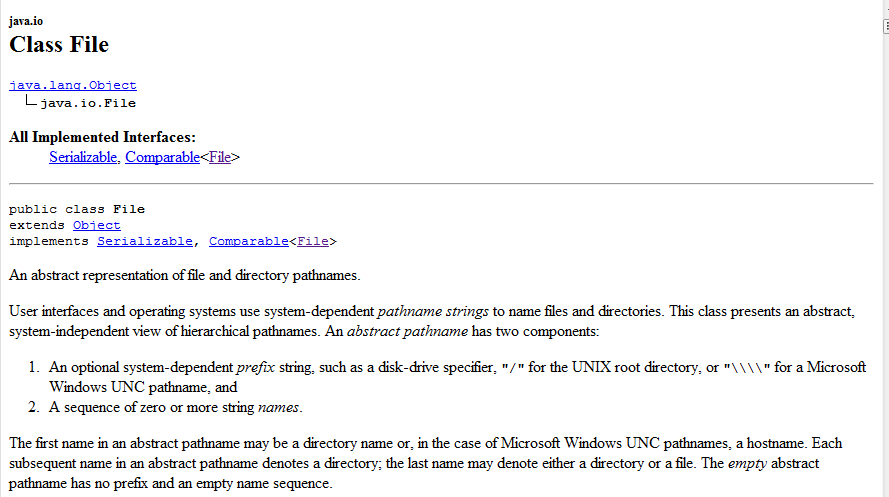 java.io
Class File
java.lang.Object
java.io.File
All Implemented Interfaces:
Serializable, Comparable<File>
public class File
extends Object
implements Serializable, Comparable<File>
An abstract representation of file and directory pathnames.
User interfaces and operating systems use system-dependent pathname strings to name files and directories. This class presents an abstract,
system-independent view of hierarchical pathnames. An abstract pathname has two components:
1. An optional system-dependent prefix string, such as a disk-drive specifier, "/" for the UNIX root directory, or "\\\\" for a Microsoft
Windows UNC pathname, and
2. A sequence of zero or more string names.
The first name in an abstract pathname may be a directory name or, in the case of Microsoft Windows UNC pathnames, a hostname. Each
subsequent name in an abstract pathname denotes a directory; the last name may denote either a directory or a file. The empty abstract
pathname has no prefix and an empty name sequence.